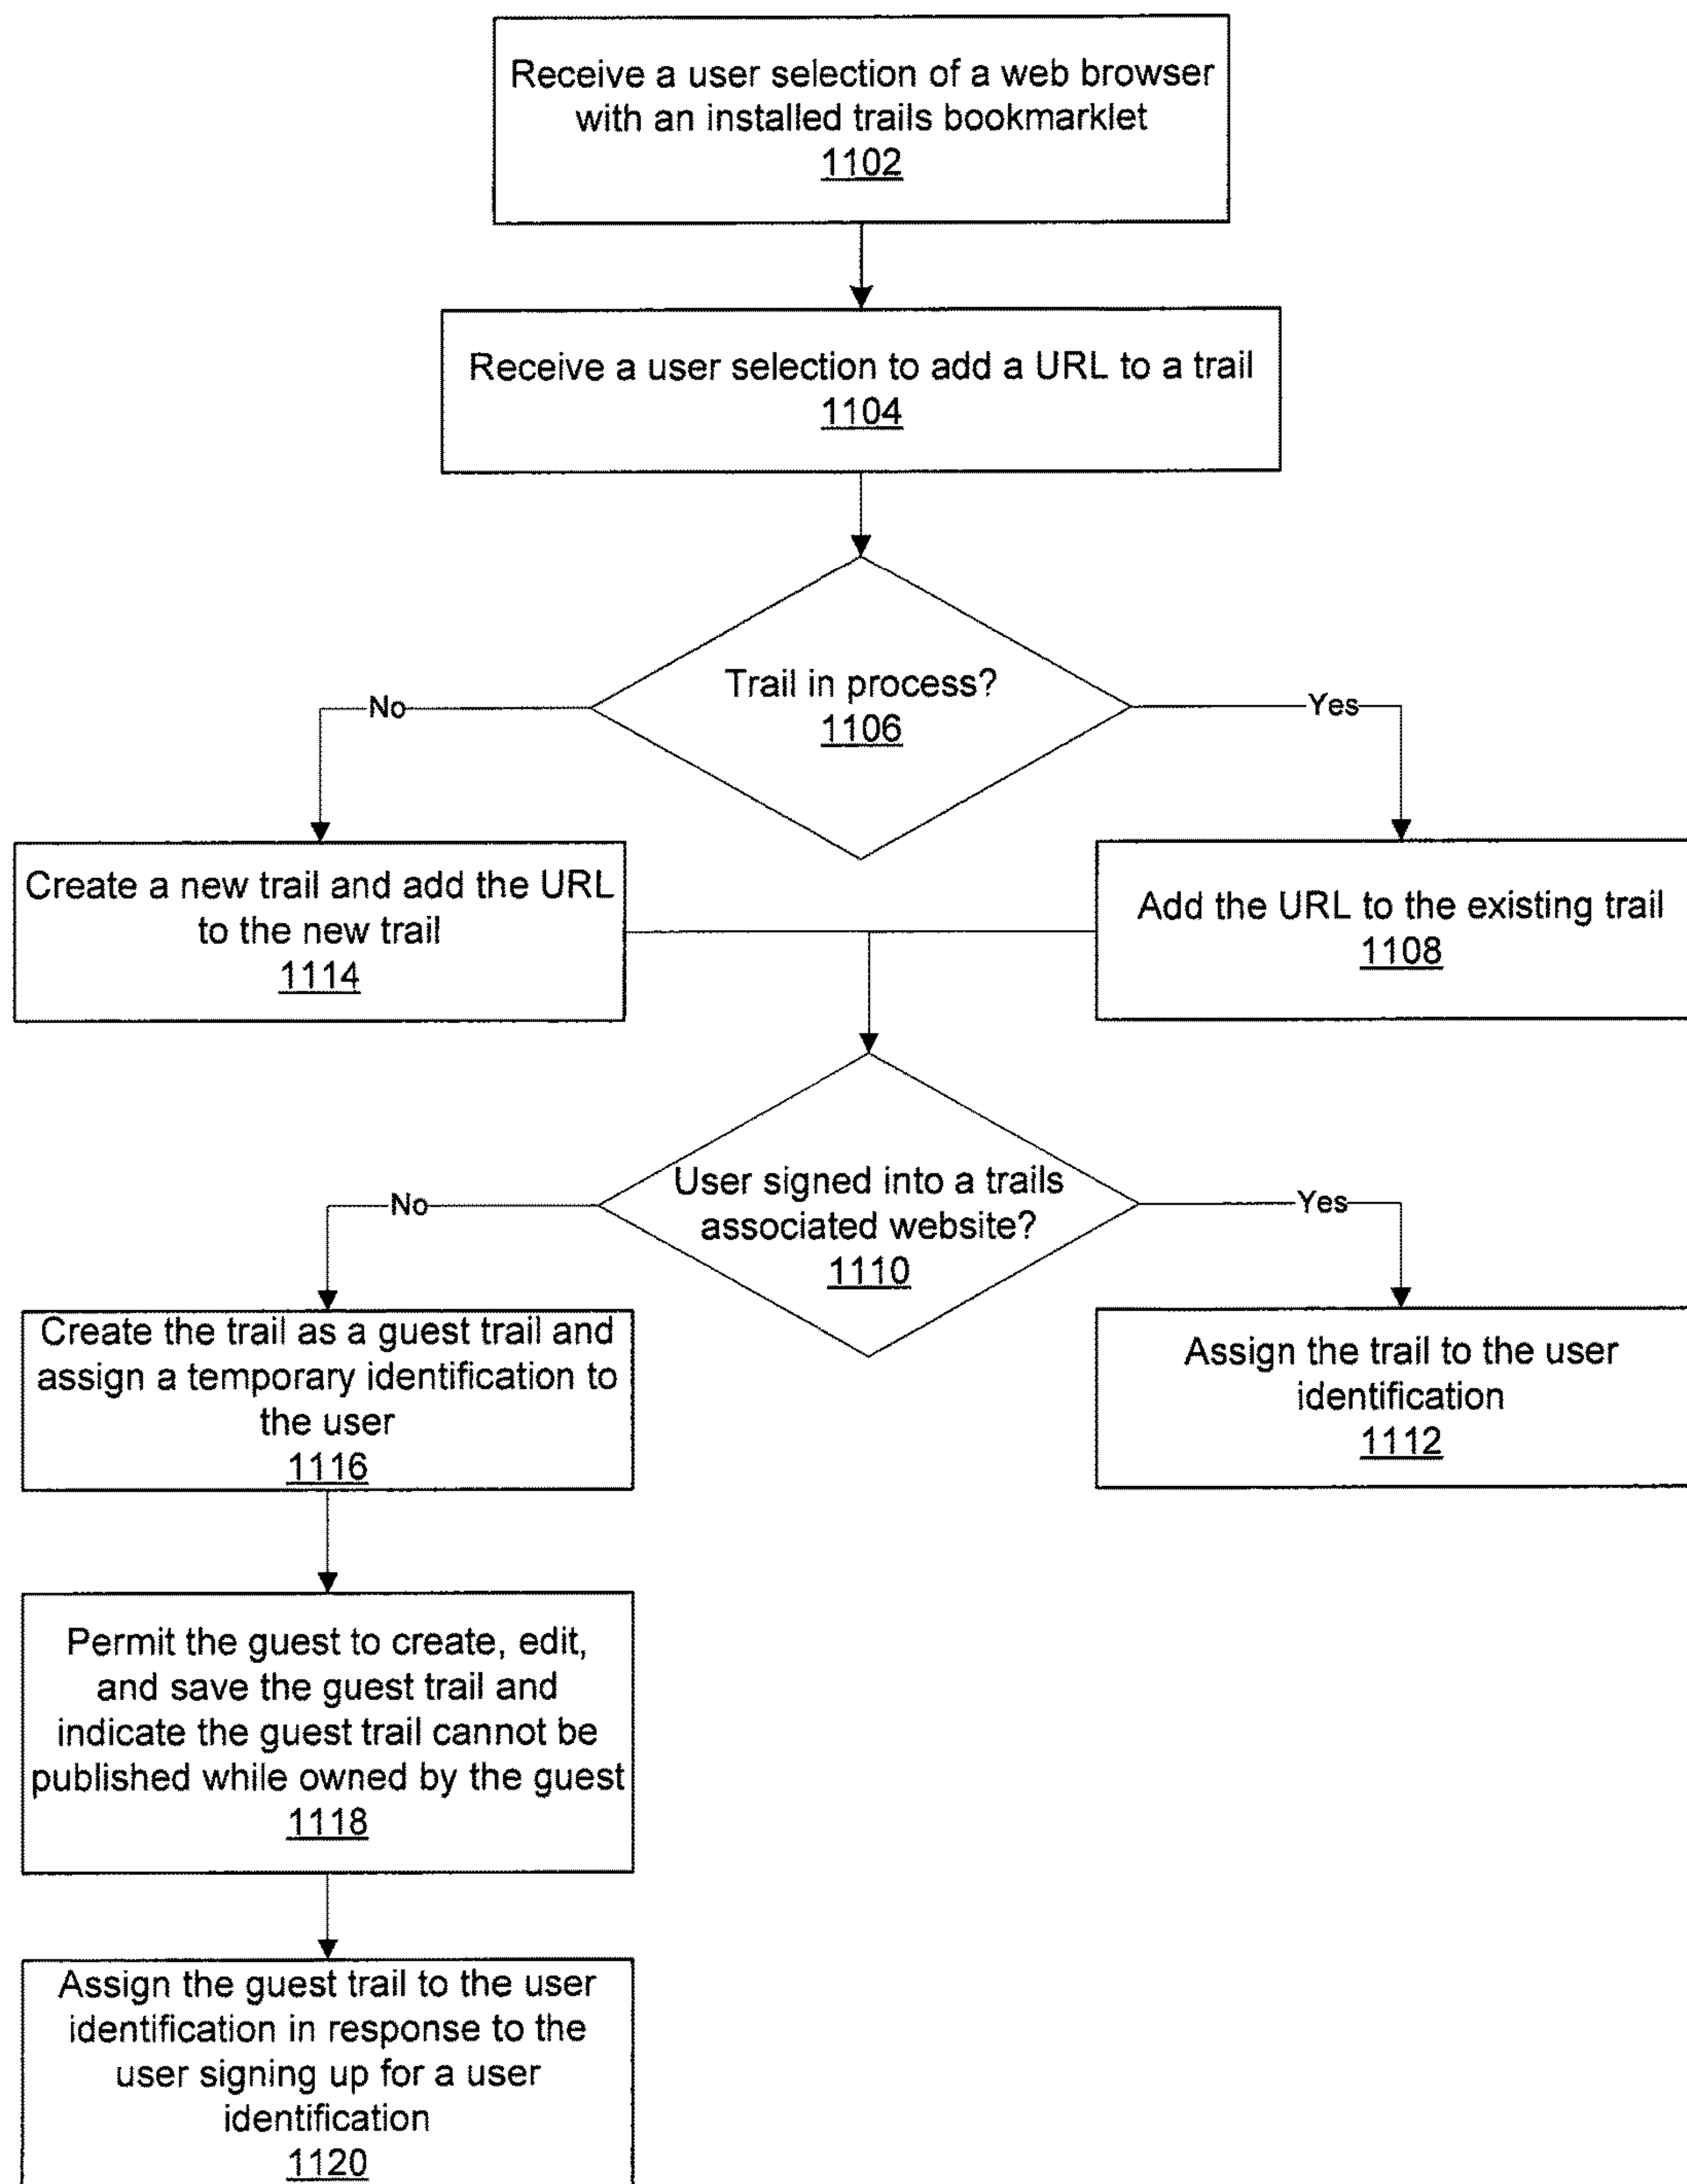 Receive a user selection of a web browser
with an installed trails bookmarklet
1102
Receive a user selection to add a URL to a trail
1104
Trail in process?
1106
No
Yes
Create a new trail and add the URL
to the new trail
1114
Add the URL to the existing trail
1108
User signed into a trails
associated website?
1110
No
Yes
Create the trail as a guest trail and
assign a temporary identification to
the user
1116
Assign the trail to the user
identification
1112
Permit the guest to create, edit,
and save the guest trail and
indicate the guest trail cannot be
published while owned by the guest
1118
Assign the guest trail to the user
identification in response to the
user signing up for a user
identification
1120